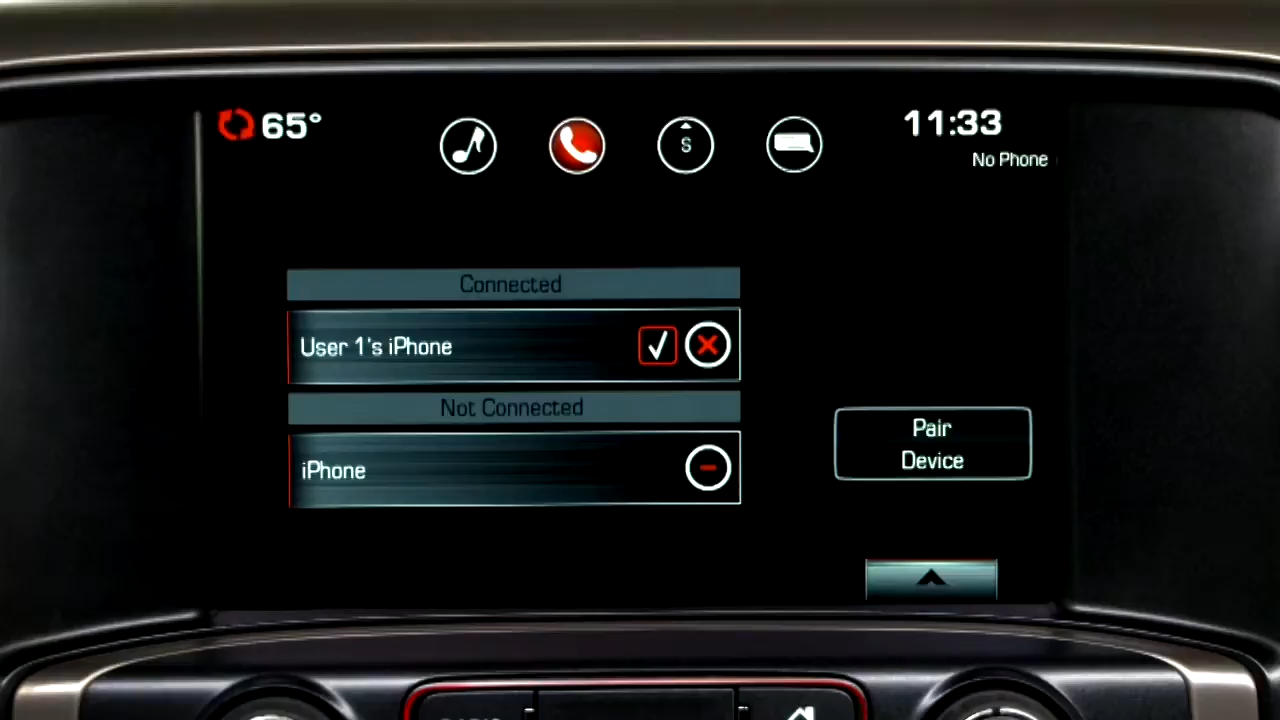 65°
S
11:33
No Phone
Connected
User 1's iPhone
Not Connected
iPhone
Pair
Device